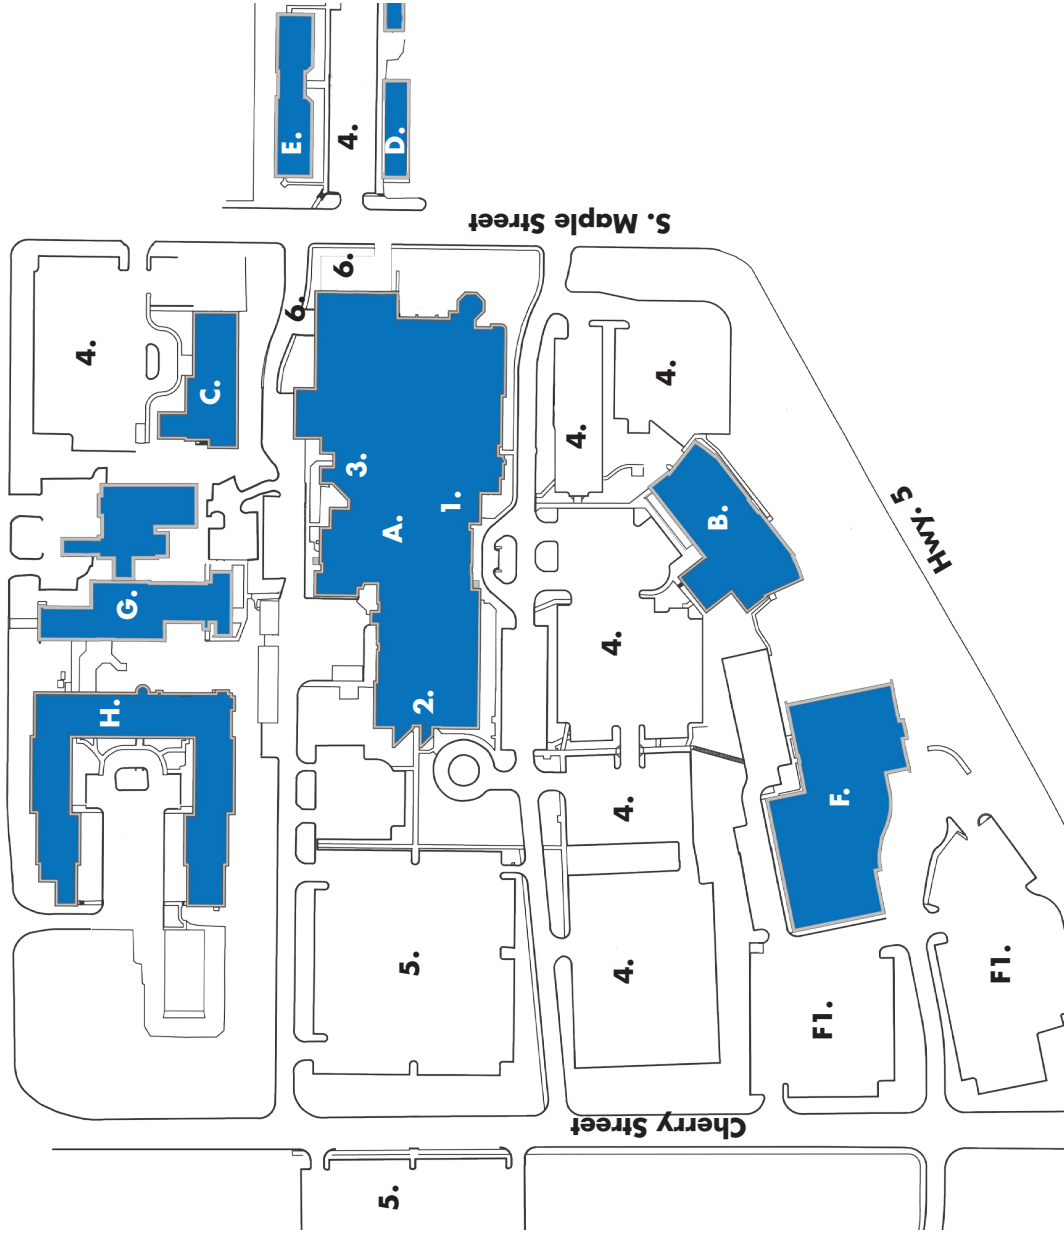 E.
4.
D.
S. Maple Street
6.
6.
4.
C.
4.
4.
3.
1.
A.
B.
Hwy. 5
G.
4.
H.
2.
F.
4.
5.
4.
F1.
F1.
Cherry Street
5.